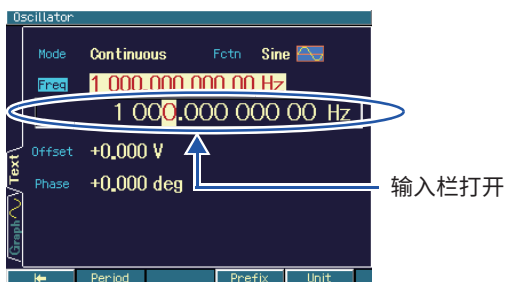 Oscillator
Mode Continuous Fctn Sine
Freq 1 000.000 000 00 Hz
1 000.000 000 00 Hz
Offset +0.000 V
Phase +0.000 deg
输入栏打开
Text
Graph
Period Prefix Unit